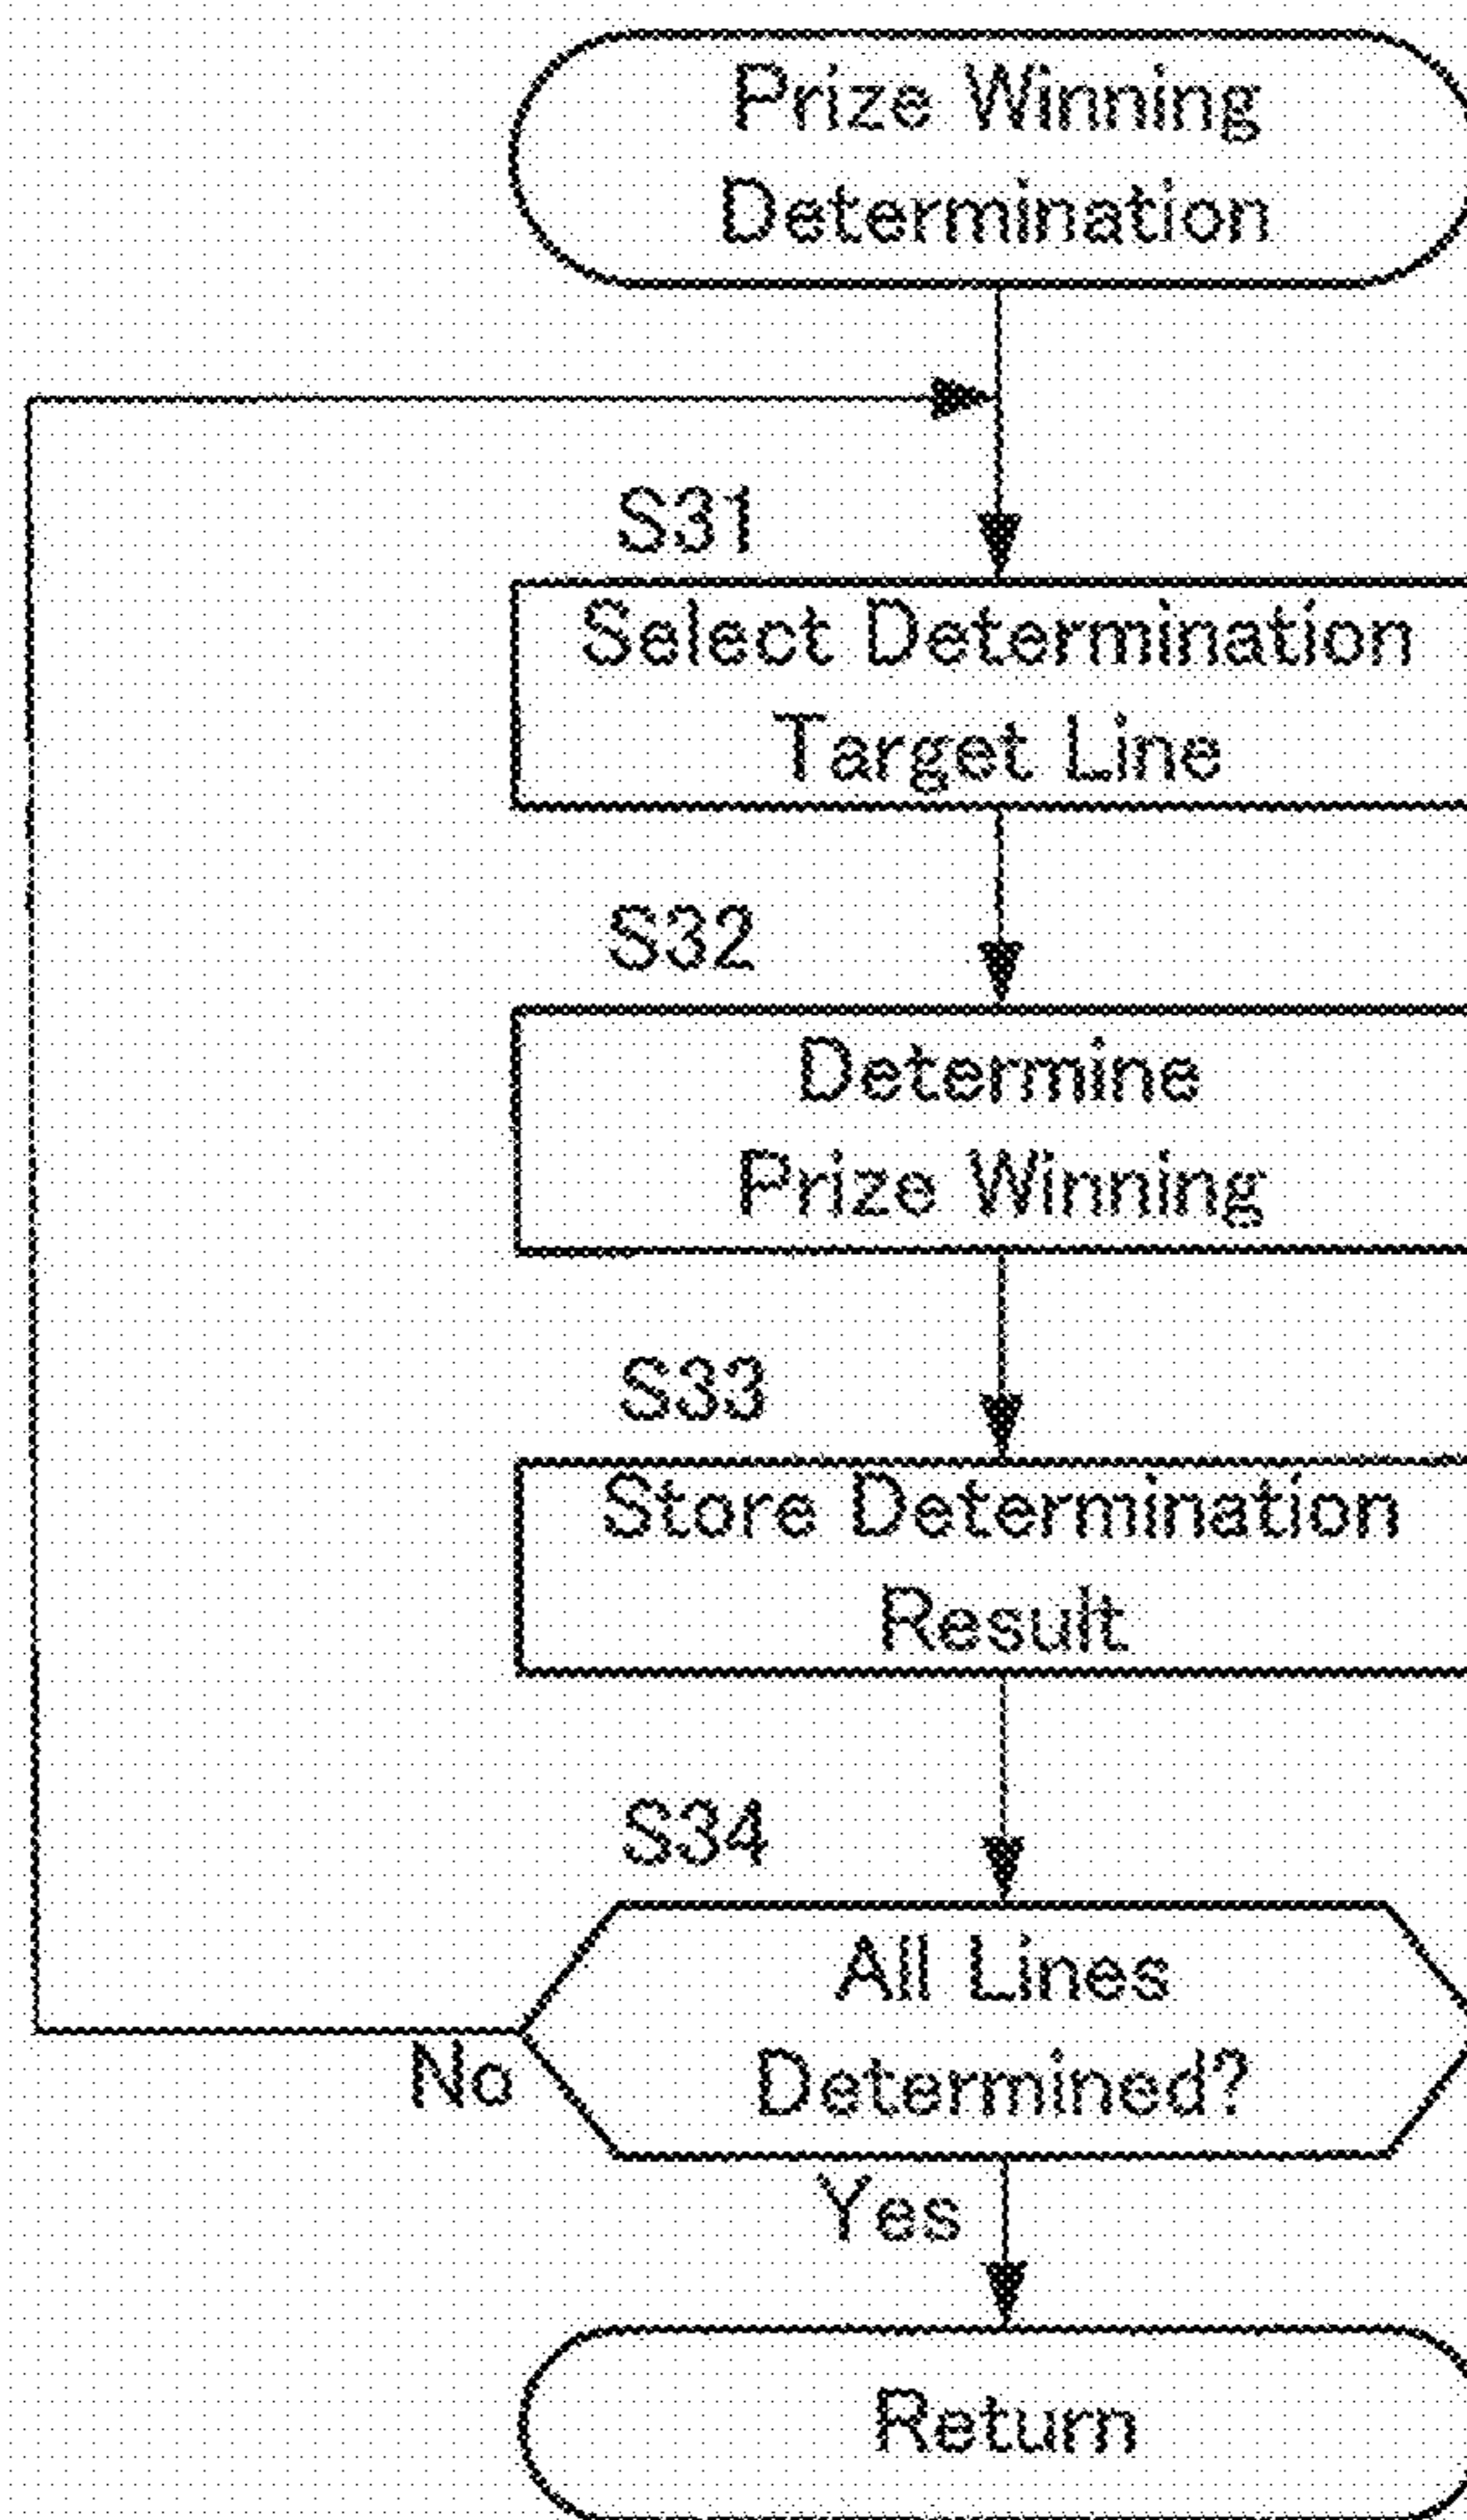 Prize Winning
Determination
S31
Select Determination
Target Line
S32
Determine
Prize Winning
S33
Store Determination
Result
S34
All Lines
Determined?
No
Yes
Return